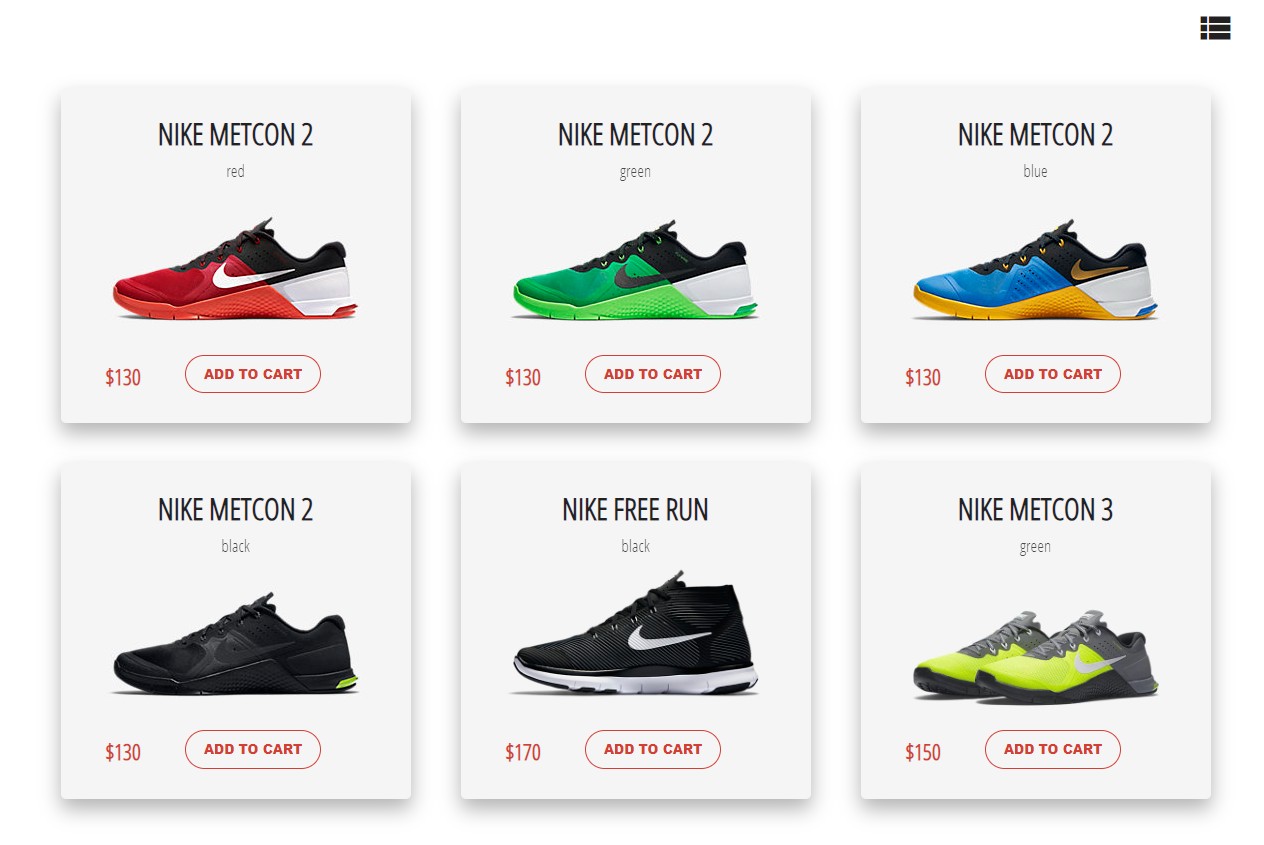 NIKE METCON 2
red
$130
ADD TO CART
NIKE METCON 2
green
$130
ADD TO CART
NIKE METCON 2
blue
$130
ADD TO CART
NIKE METCON 2
black
$130
ADD TO CART
NIKE FREE RUN
black
$170
ADD TO CART
NIKE METCON 3
green
$150
ADD TO CART